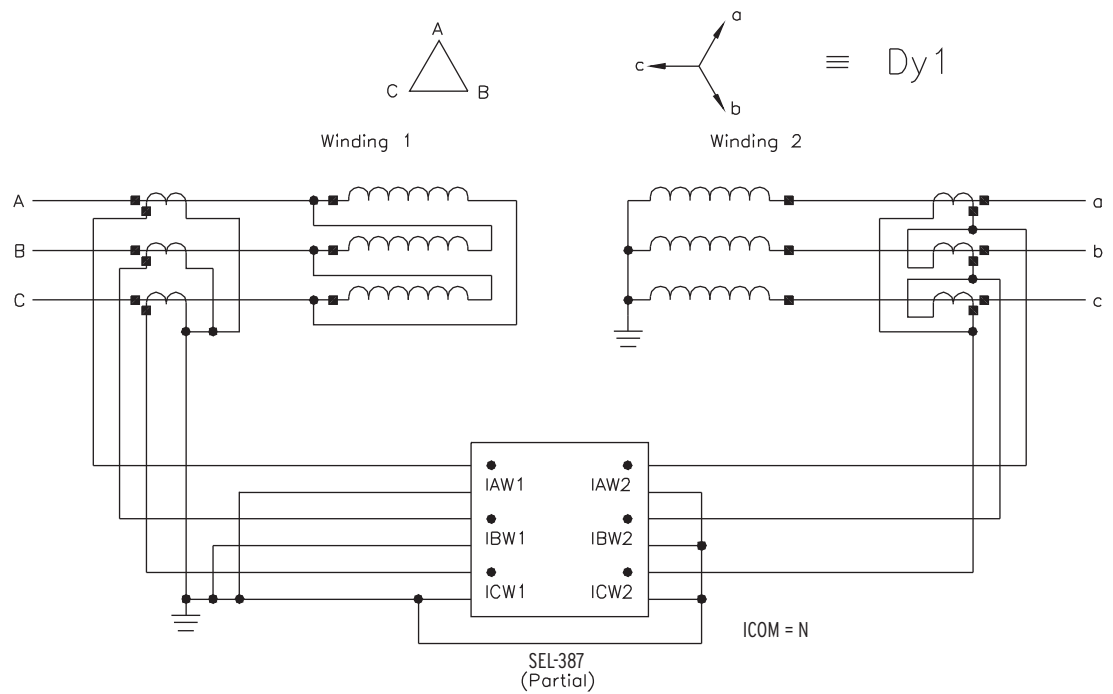 A
a
c
≡ Dy1
C
B
b
Winding 1
Winding 2
A
a
B
b
C
c
IAW1
IAW2
IBW1
IBW2
ICW1
ICW2
ICOM = N
SEL-387
(Partial)